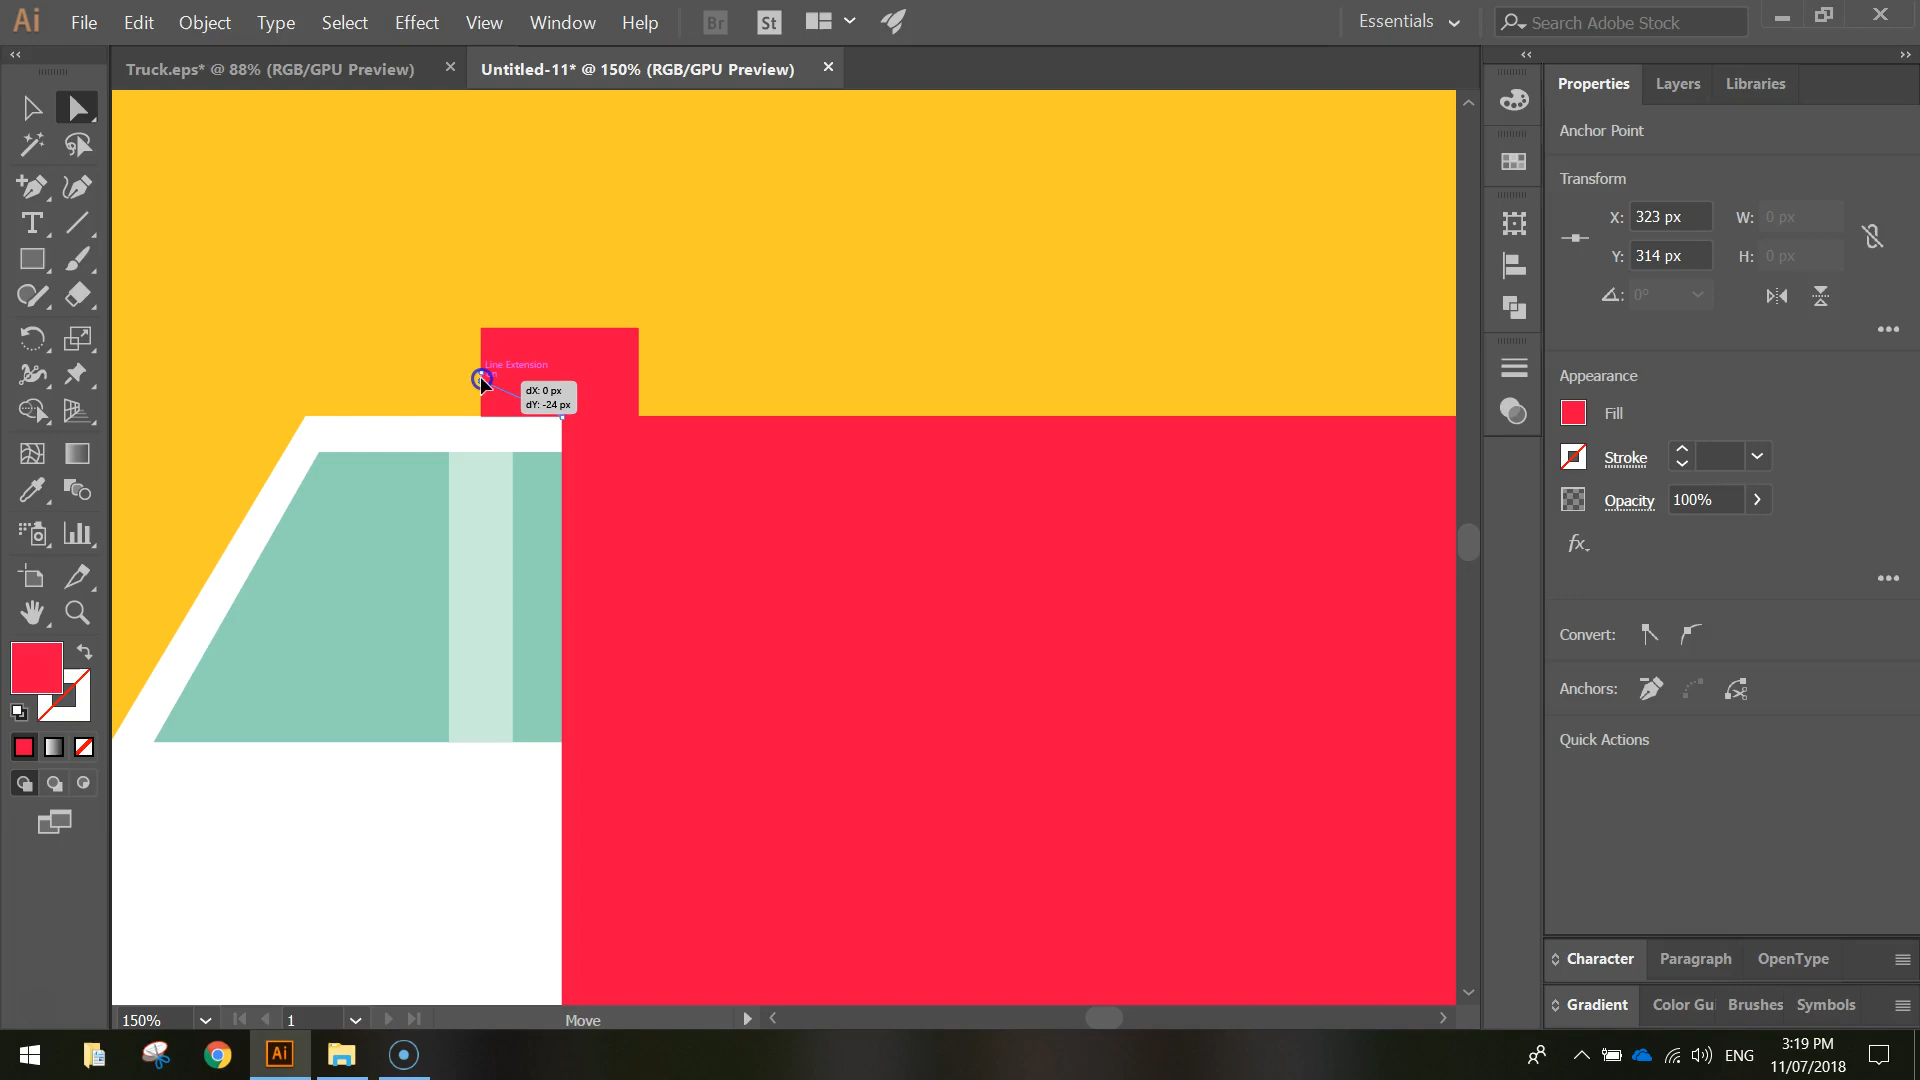 Ai File Edit Object Type Select Effect View Window Help Br St Essentials Search Adobe Stock
Truck.eps* @ 88% (RGB/GPU Preview) Untitled-11* @ 150% (RGB/GPU Preview)
Properties Layers Libraries
Anchor Point
Transform
X: 323 px W: 0 px
Y: 314 px H: 0 px
0°
Line Extension
dX: 0 px
dY: -24 px
Appearance
Fill
Stroke
Opacity 100%
fx
Convert:
Anchors:
Quick Actions
Character Paragraph OpenType
Gradient Color Gui Brushes Symbols
150% 1 Move
Ai ENG
3:19 PM
11/07/2018